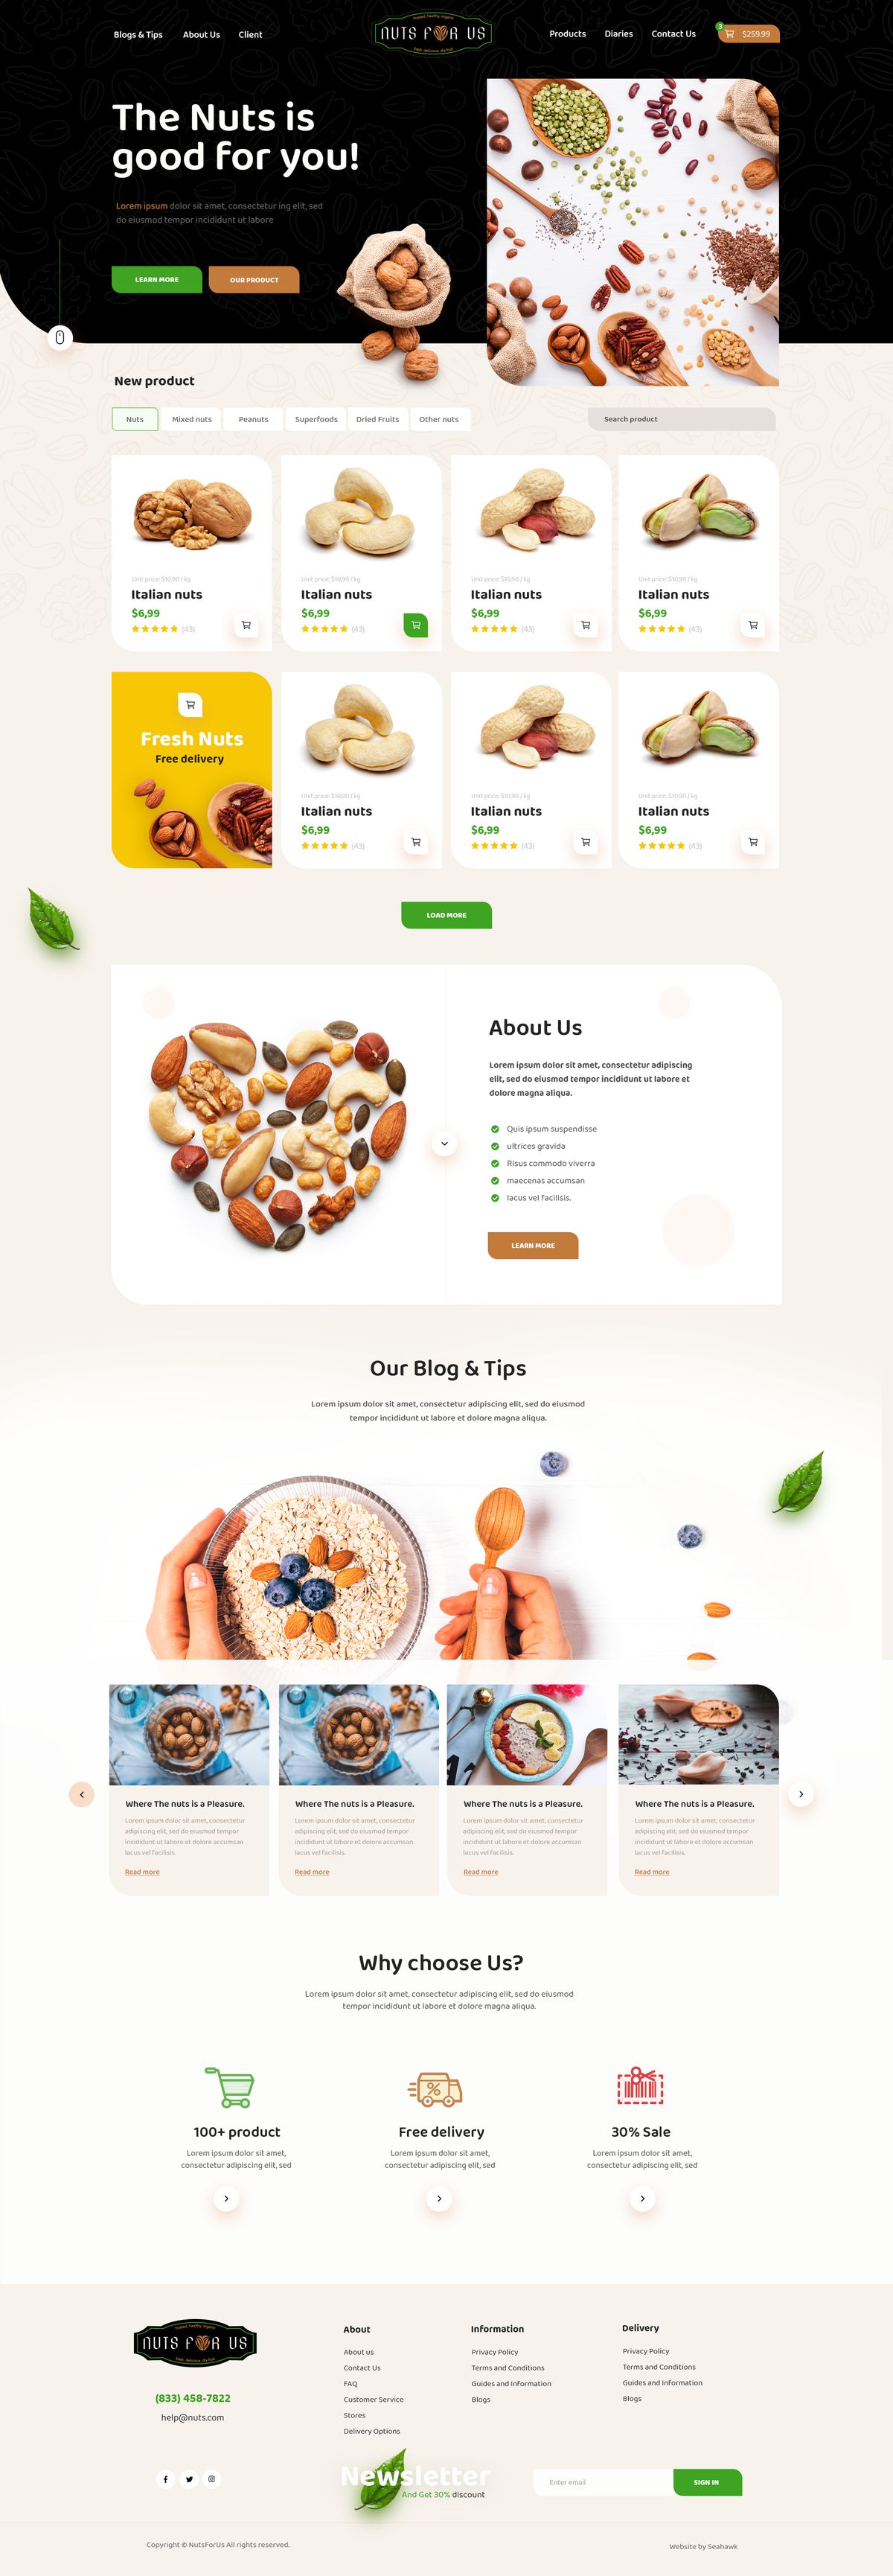 Blogs & Tips
About Us
Client
NUTS FOR US
Products
Diaries
Contact Us
3
$259.99
The Nuts is
good for you!
Lorem ipsum dolor sit amet, consectetur ing elit, sed
do eiusmod tempor incididunt ut labore
LEARN MORE
OUR PRODUCT
New product
Nuts
Mixed nuts
Peanuts
Superfoods
Dried Fruits
Other nuts
Search product
Unit price: $10,90 / kg
Italian nuts
$6,99
(43)
Unit price: $10,90 / kg
Italian nuts
$6,99
(43)
Unit price: $10,90 / kg
Italian nuts
$6,99
(43)
Unit price: $10,90 / kg
Italian nuts
$6,99
(43)
Fresh Nuts
Free delivery
Unit price: $10,90 / kg
Italian nuts
$6,99
(43)
Unit price: $10,90 / kg
Italian nuts
$6,99
(43)
Unit price: $10,90 / kg
Italian nuts
$6,99
(43)
LOAD MORE
About Us
Lorem ipsum dolor sit amet, consectetur adipiscing
elit, sed do eiusmod tempor incididunt ut labore et
dolore magna aliqua.
Quis ipsum suspendisse
ultrices gravida
Risus commodo viverra
maecenas accumsan
lacus vel facilisis.
LEARN MORE
Our Blog & Tips
Lorem ipsum dolor sit amet, consectetur adipiscing elit, sed do eiusmod
tempor incididunt ut labore et dolore magna aliqua.
Where The nuts is a Pleasure.
Lorem ipsum dolor sit amet, consectetur
adipiscing elit, sed do eiusmod tempor
incididunt ut labore et dolore accumsan
lacus vel facilisis.
Read more
Where The nuts is a Pleasure.
Lorem ipsum dolor sit amet, consectetur
adipiscing elit, sed do eiusmod tempor
incididunt ut labore et dolore accumsan
lacus vel facilisis.
Read more
Where The nuts is a Pleasure.
Lorem ipsum dolor sit amet, consectetur
adipiscing elit, sed do eiusmod tempor
incididunt ut labore et dolore accumsan
lacus vel facilisis.
Read more
Where The nuts is a Pleasure.
Lorem ipsum dolor sit amet, consectetur
adipiscing elit, sed do eiusmod tempor
incididunt ut labore et dolore accumsan
lacus vel facilisis.
Read more
Why choose Us?
Lorem ipsum dolor sit amet, consectetur adipiscing elit, sed do eiusmod
tempor incididunt ut labore et dolore magna aliqua.
100+ product
Lorem ipsum dolor sit amet,
consectetur adipiscing elit, sed
Free delivery
Lorem ipsum dolor sit amet,
consectetur adipiscing elit, sed
30% Sale
Lorem ipsum dolor sit amet,
consectetur adipiscing elit, sed
NUTS FOR US
(833) 458-7822
help@nuts.com
About
About us
Contact Us
FAQ
Customer Service
Stores
Delivery Options
Information
Privacy Policy
Terms and Conditions
Guides and Information
Blogs
Delivery
Privacy Policy
Terms and Conditions
Guides and Information
Blogs
Newsletter
And Get 30% discount
Enter email
SIGN IN
Copyright © NutsForUs All rights reserved.
Website by Seahawk